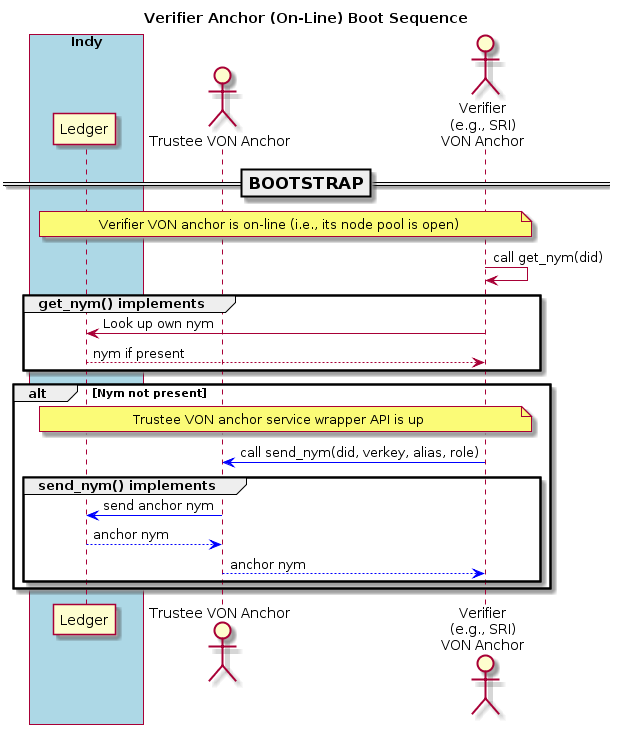 Verifier Anchor (On-Line) Boot Sequence
Indy
Ledger
Trustee VON Anchor
Verifier
(e.g., SRI)
VON Anchor
BOOTSTRAP
Verifier VON anchor is on-line (i.e., its node pool is open)
call get_nym(did)
get_nym() implements
Look up own nym
nym if present
alt
[Nym not present]
Trustee VON anchor service wrapper API is up
call send_nym(did, verkey, alias, role)
send_nym() implements
send anchor nym
anchor nym
anchor nym
Ledger
Trustee VON Anchor
Verifier
(e.g., SRI)
VON Anchor